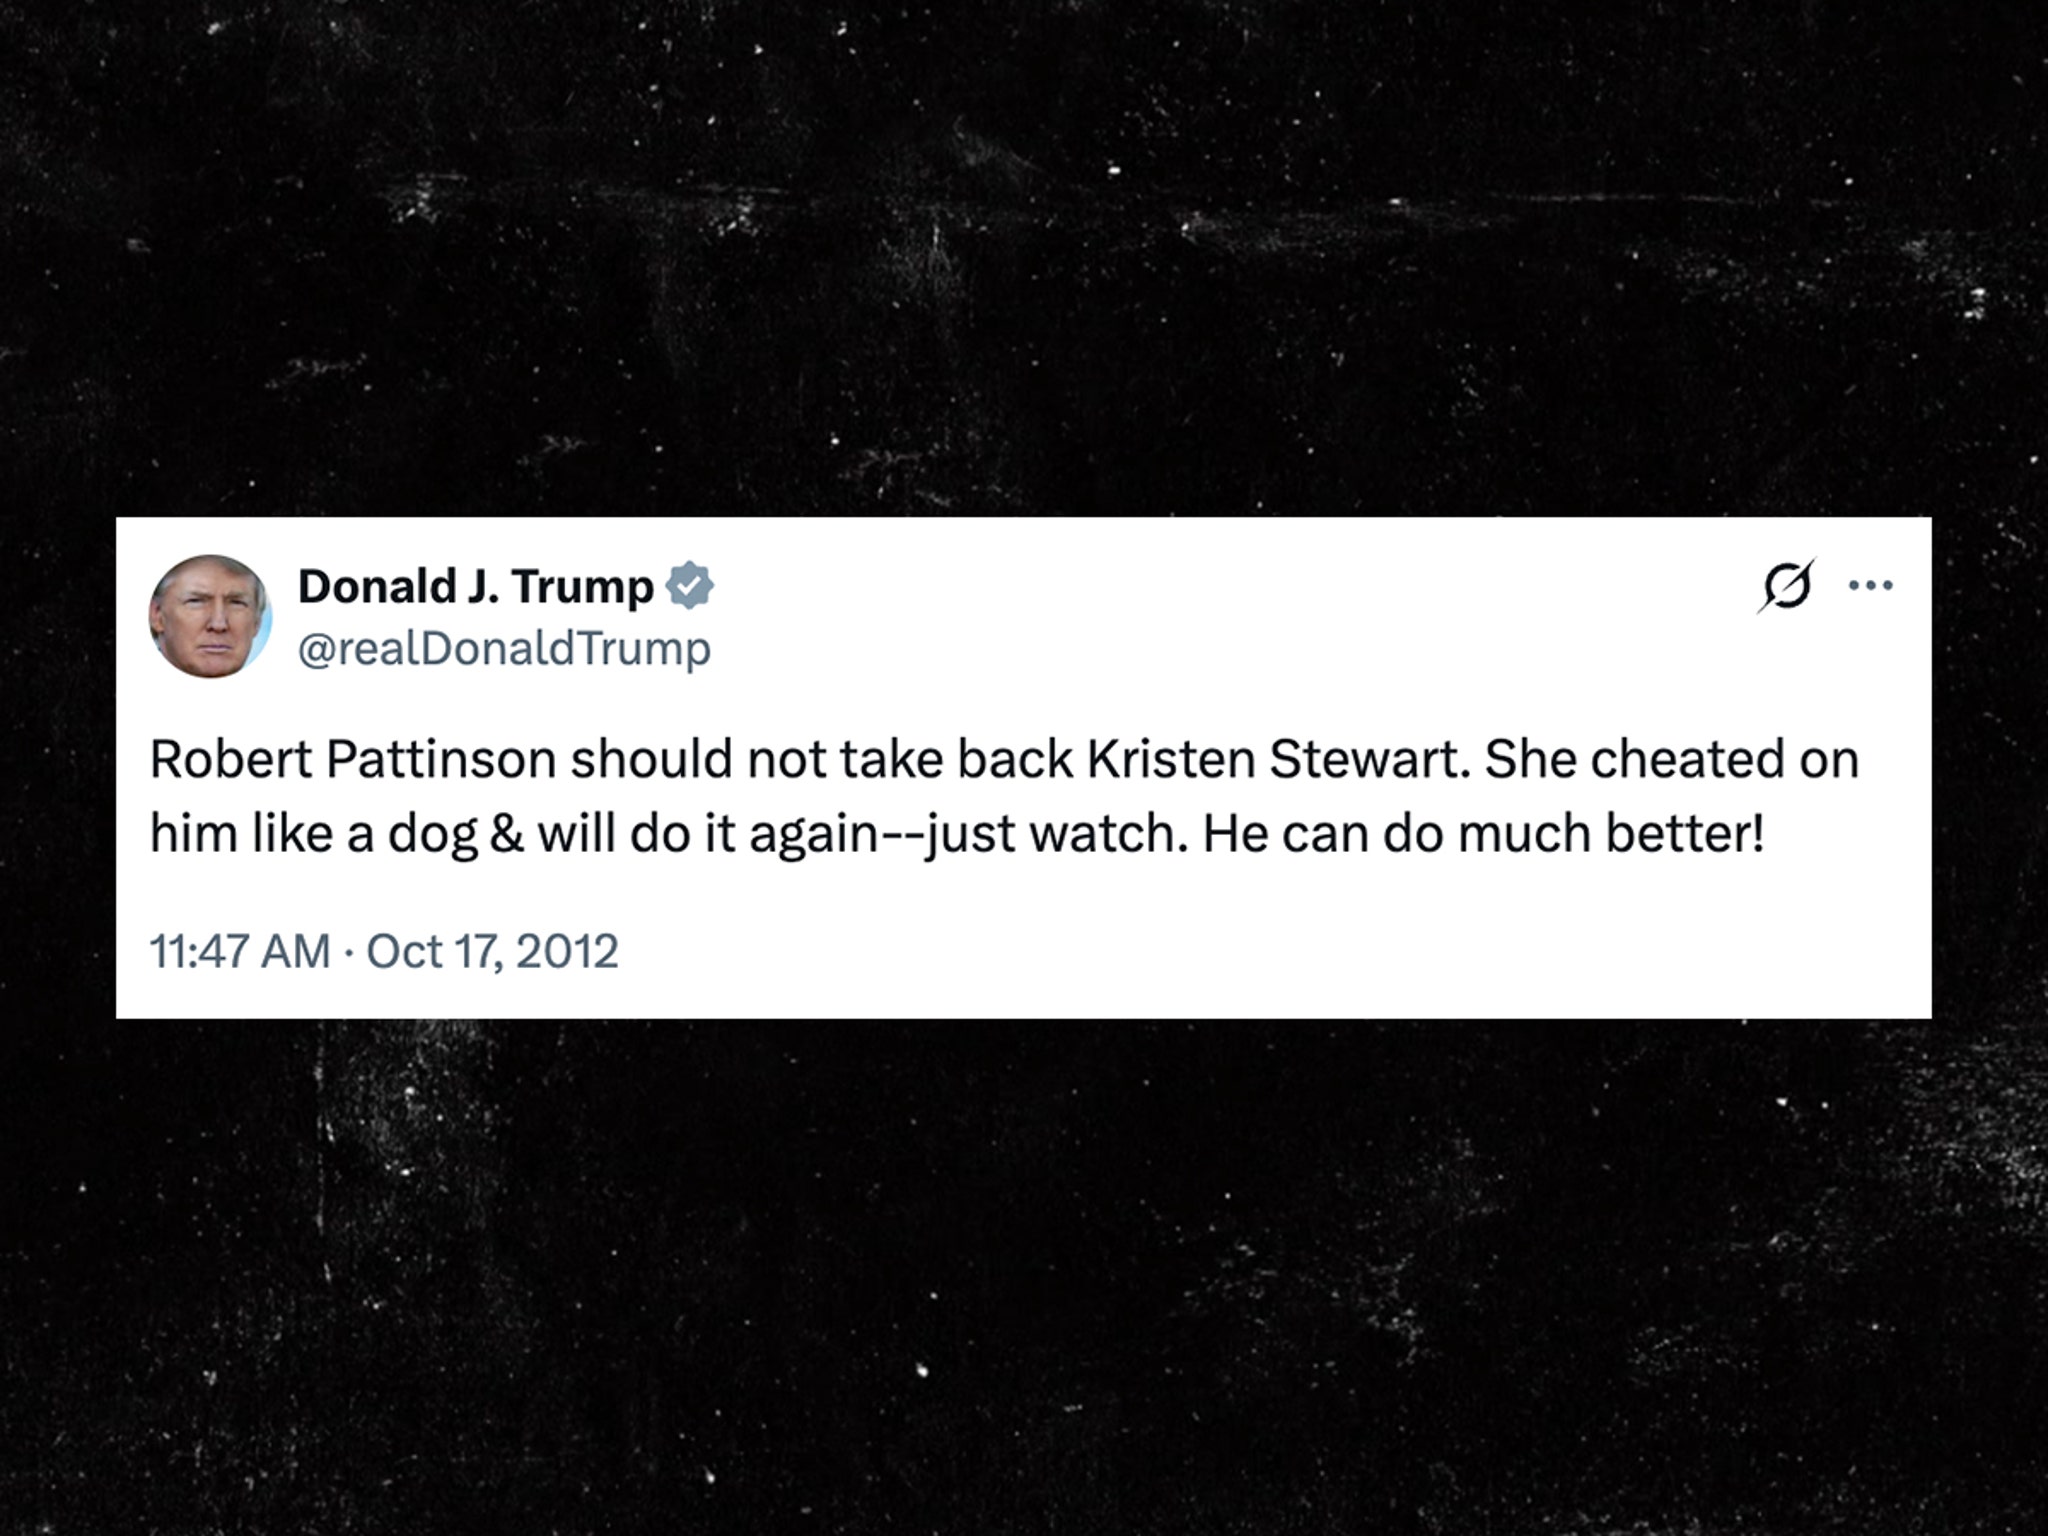 Donald J. Trump
@realDonaldTrump
Robert Pattinson should not take back Kristen Stewart. She cheated on
him like a dog & will do it again--just watch. He can do much better!
11:47 AM · Oct 17, 2012